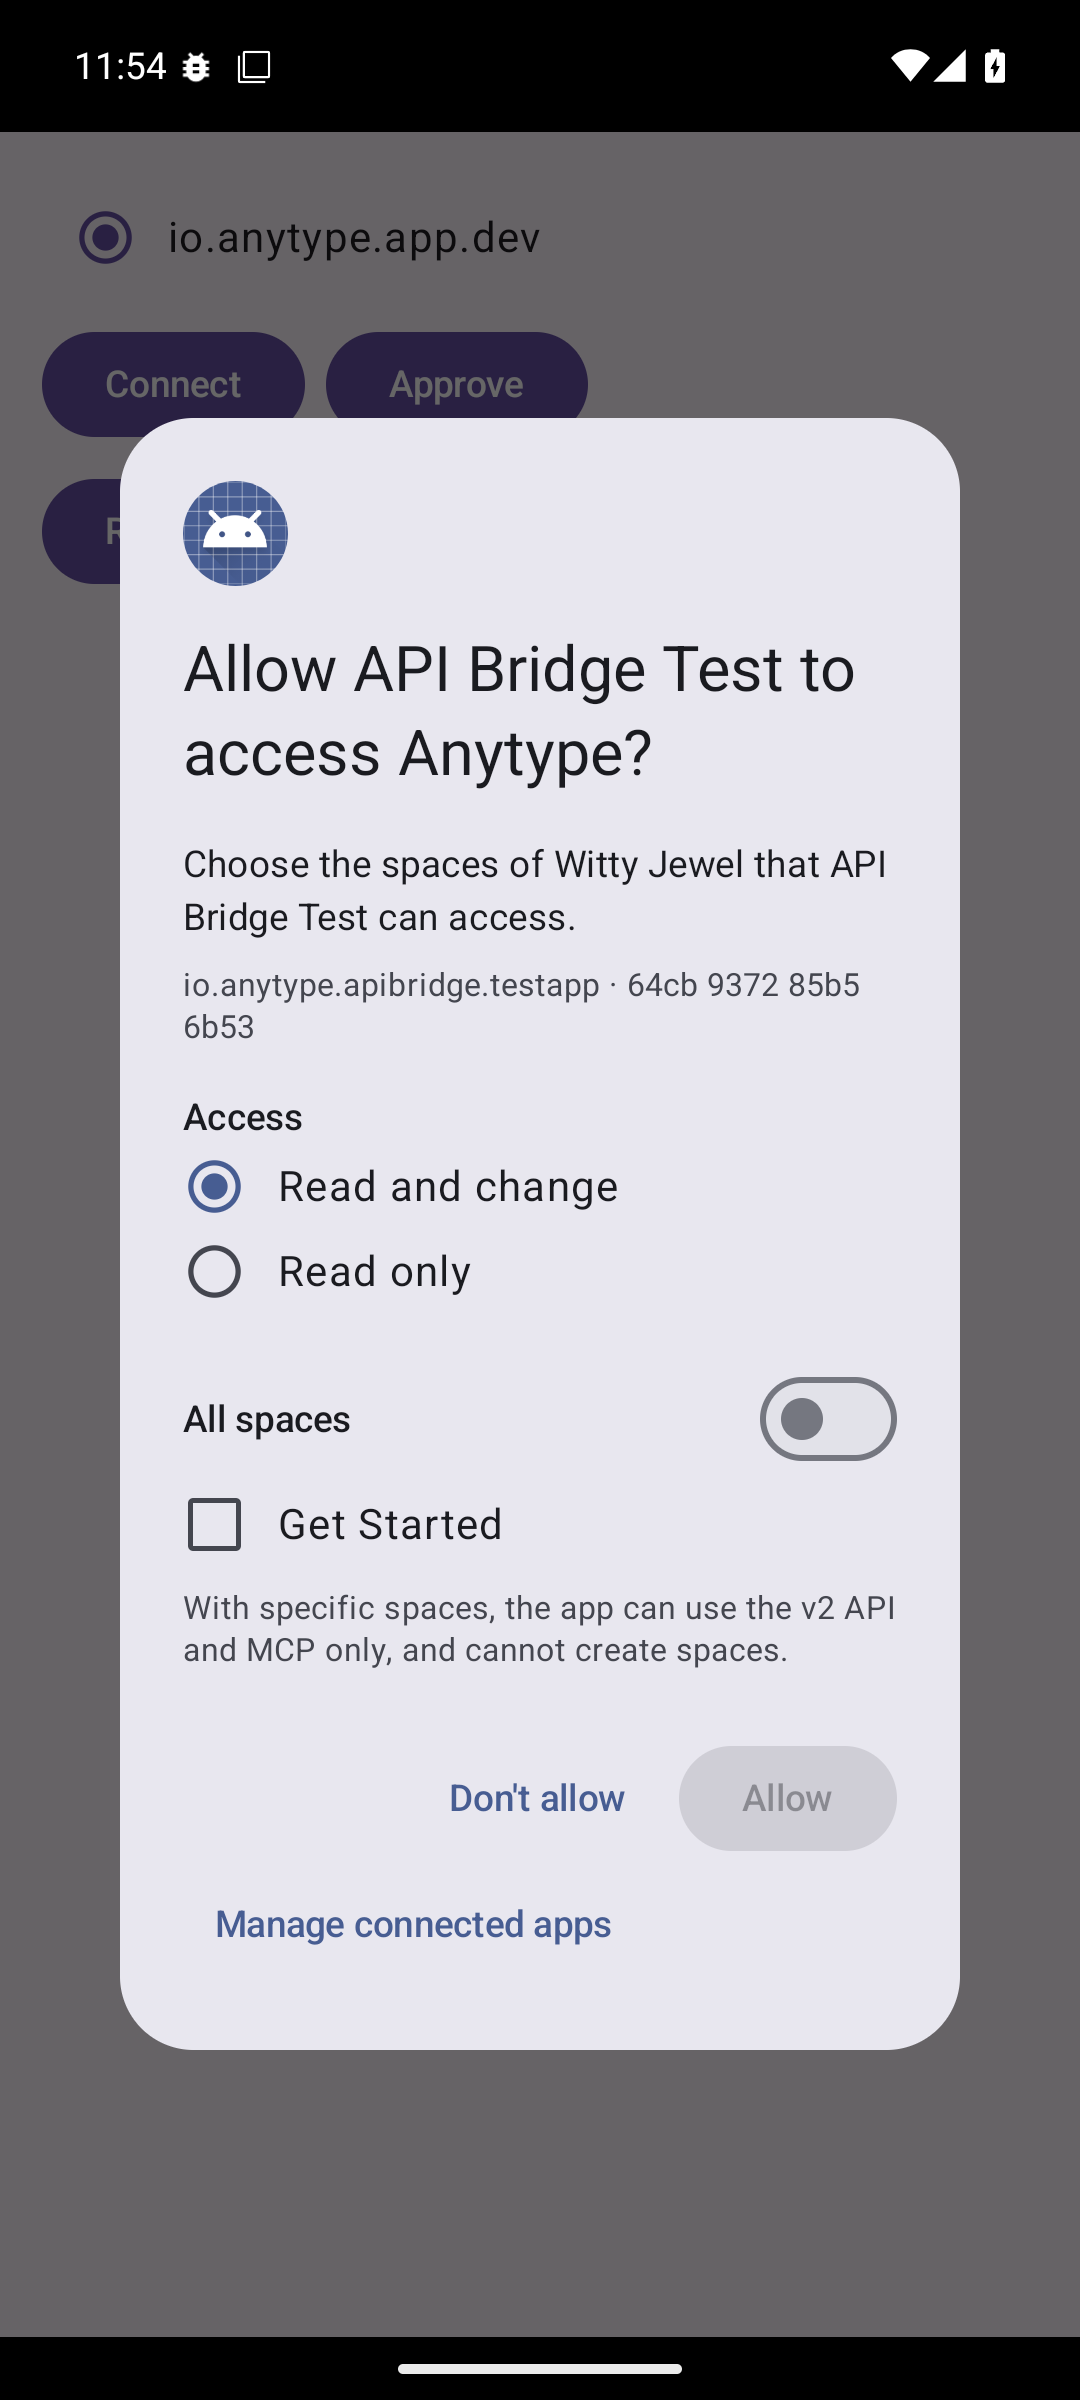 11:54
io.anytype.app.dev
Connect
Approve
R
Allow API Bridge Test to
access Anytype?
Choose the spaces of Witty Jewel that API
Bridge Test can access.
io.anytype.apibridge.testapp · 64cb 9372 85b5
6b53
Access
Read and change
Read only
All spaces
Get Started
With specific spaces, the app can use the v2 API
and MCP only, and cannot create spaces.
Don't allow
Allow
Manage connected apps